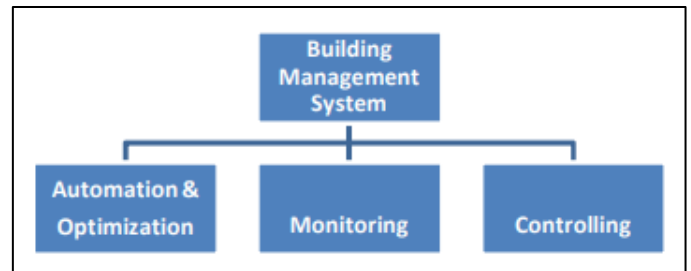 Building
Management
System
Automation &
Optimization
Monitoring
Controlling